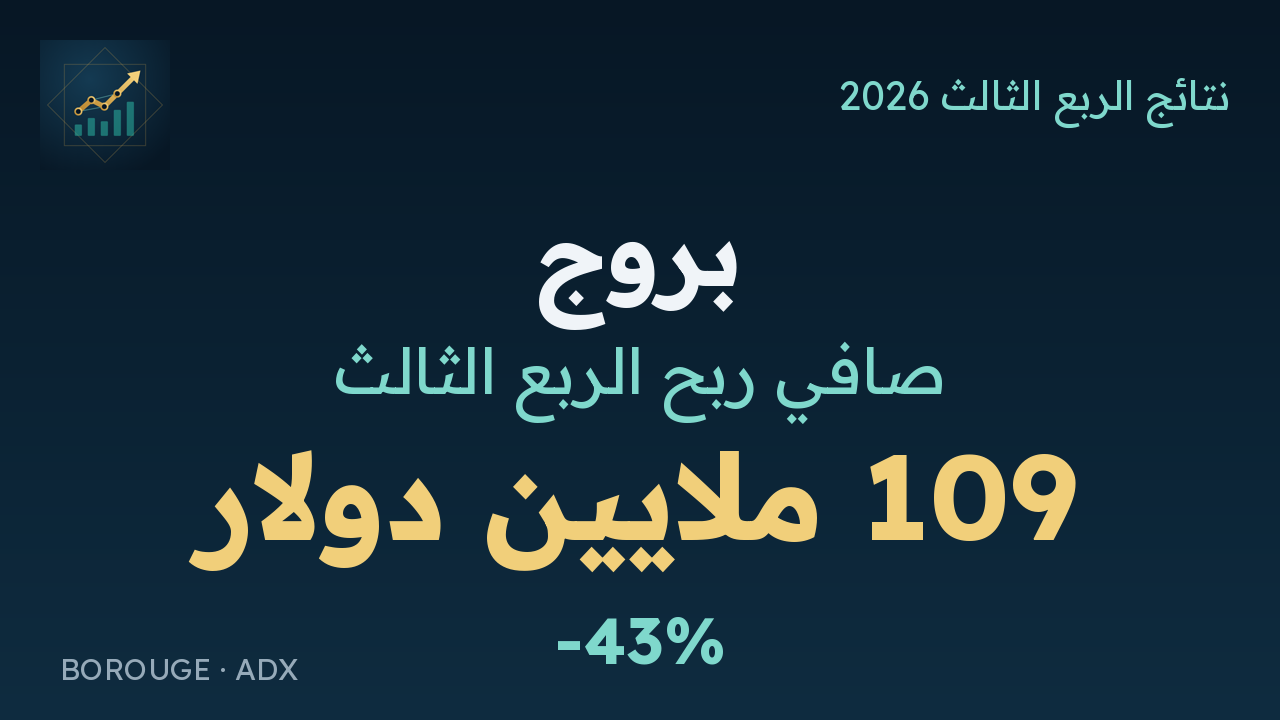 نتائج الربع الثالث 2026
بروج
صافي ربح الربع الثالث
109 ملايين دولار
-43%
BOROUGE · ADX